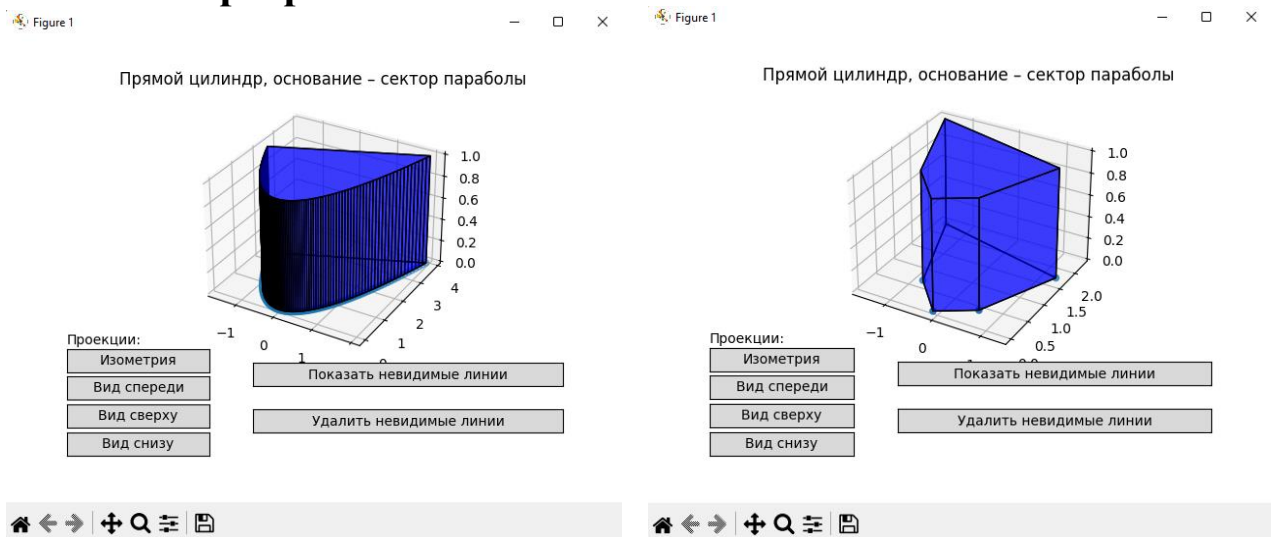 Figure 1
Прямой цилиндр, основание – сектор параболы
1.0
0.8
0.6
0.4
0.2
0.0
4
3
2
1
−1
0
1
Проекции:
Изометрия
Вид спереди
Вид сверху
Вид снизу
Показать невидимые линии
Удалить невидимые линии
Figure 1
Прямой цилиндр, основание – сектор параболы
1.0
0.8
0.6
0.4
0.2
0.0
2.0
1.5
1.0
0.5
−1
0
Проекции:
Изометрия
Вид спереди
Вид сверху
Вид снизу
Показать невидимые линии
Удалить невидимые линии